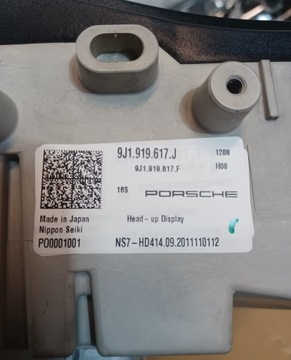 9J1.919.617.J 1208
9J1.919.617.F H08
16S PORSCHE
Made in Japan Head-up Display
Nippon Seiki
PO0001001 NS7-HD414.09.2011110112